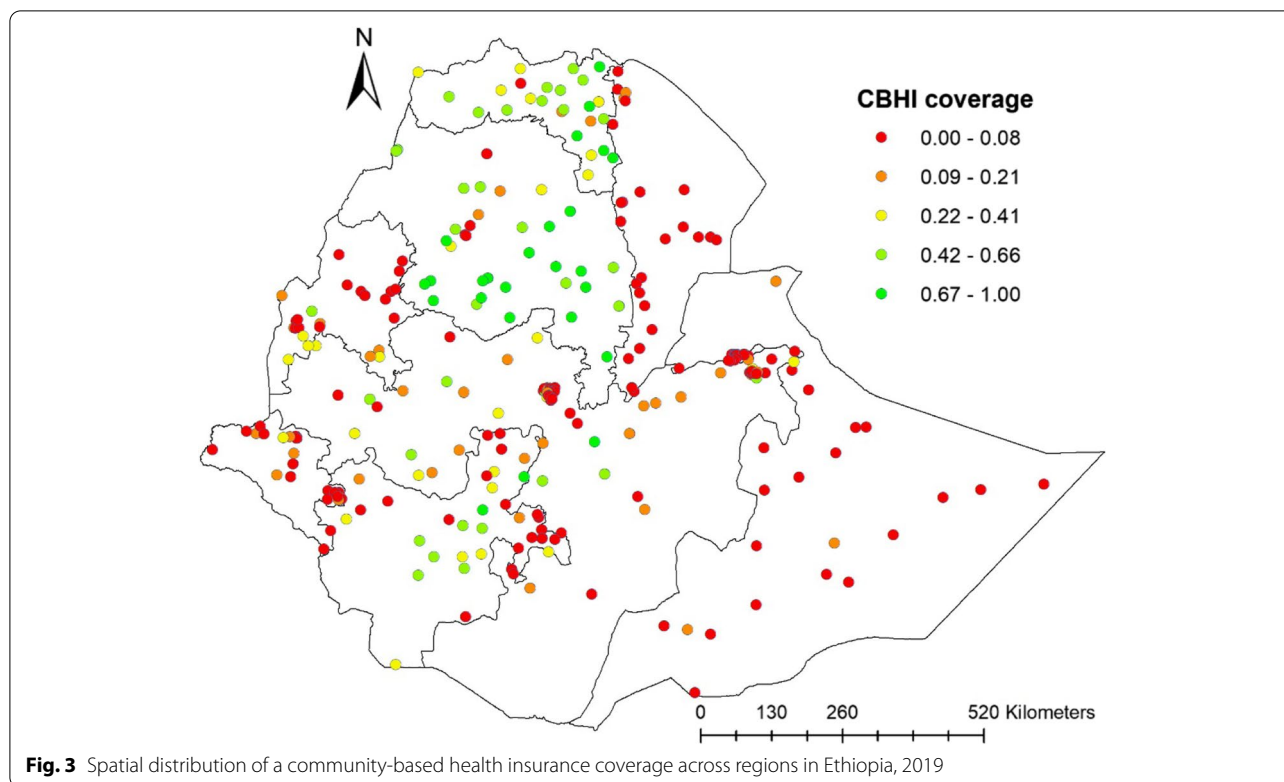 N
CBHI coverage
0.00 - 0.08
0.09 - 0.21
0.22 - 0.41
0.42 - 0.66
0.67 - 1.00
0 130 260 520 Kilometers
Fig. 3 Spatial distribution of a community-based health insurance coverage across regions in Ethiopia, 2019